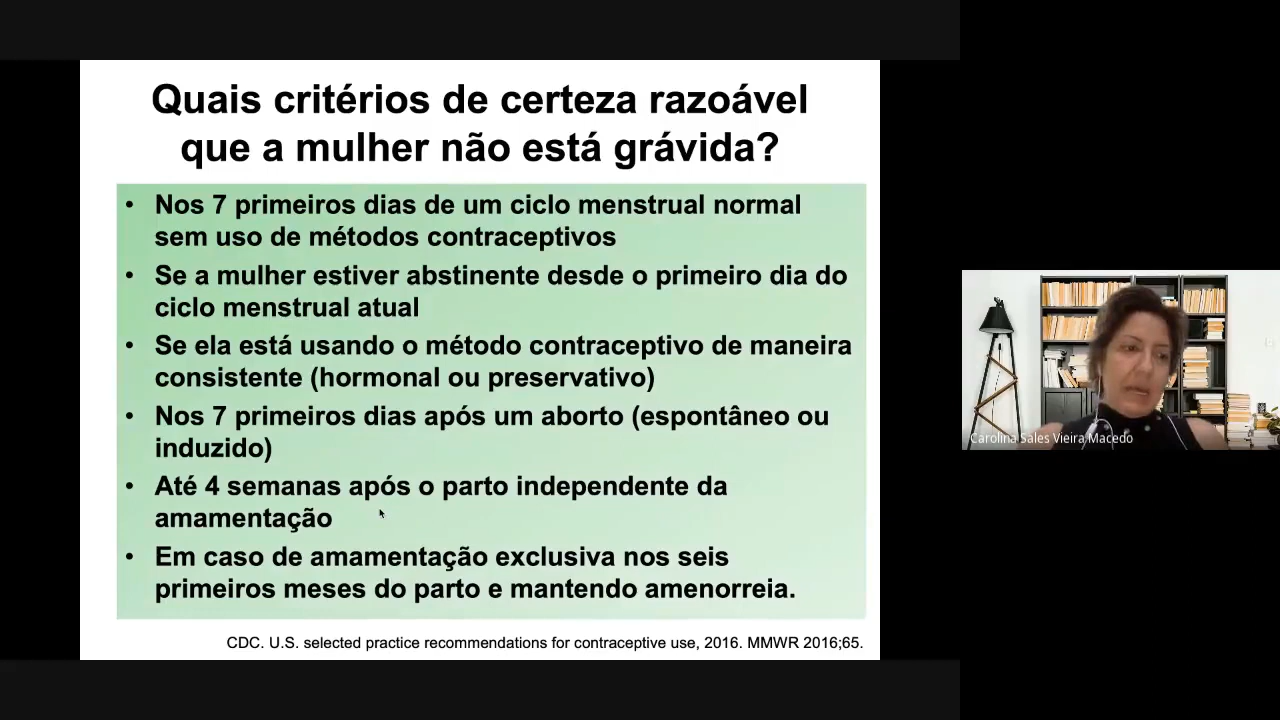 Quais critérios de certeza razoável
que a mulher não está grávida?
• Nos 7 primeiros dias de um ciclo menstrual normal
sem uso de métodos contraceptivos
• Se a mulher estiver abstinente desde o primeiro dia do
ciclo menstrual atual
• Se ela está usando o método contraceptivo de maneira
consistente (hormonal ou preservativo)
• Nos 7 primeiros dias após um aborto (espontâneo ou
induzido)
• Até 4 semanas após o parto independente da
amamentação
• Em caso de amamentação exclusiva nos seis
primeiros meses do parto e mantendo amenorreia.
CDC. U.S. selected practice recommendations for contraceptive use, 2016. MMWR 2016;65.
Carolina Sales Vieira Macedo